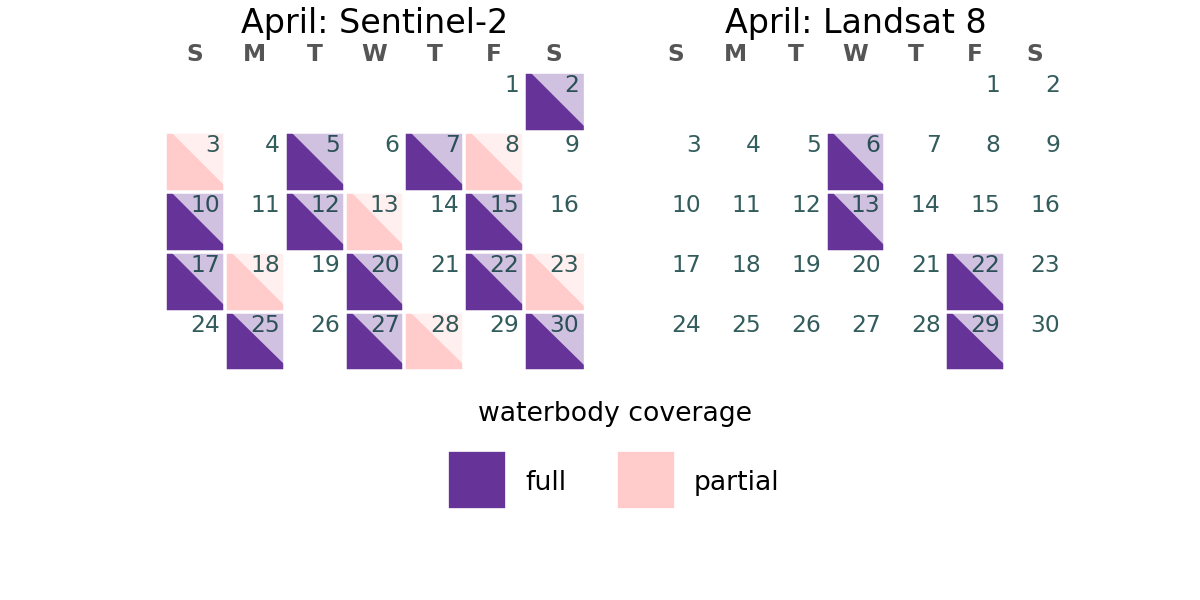 April: Sentinel-2
S M T W T F S
1 2
3 4 5 6 7 8 9
10 11 12 13 14 15 16
17 18 19 20 21 22 23
24 25 26 27 28 29 30
April: Landsat 8
S M T W T F S
1 2
3 4 5 6 7 8 9
10 11 12 13 14 15 16
17 18 19 20 21 22 23
24 25 26 27 28 29 30
waterbody coverage
full
partial